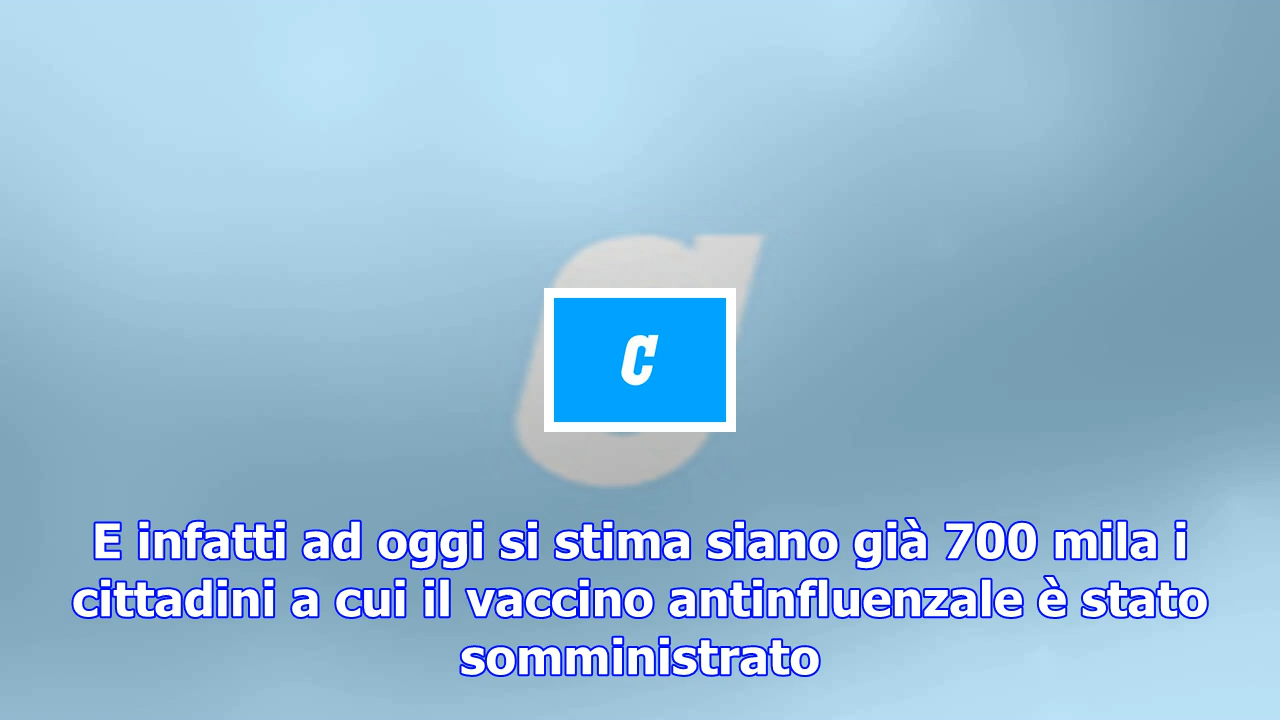 C
E infatti ad oggi si stima siano già 700 mila i
cittadini a cui il vaccino antinfluenzale è stato
somministrato